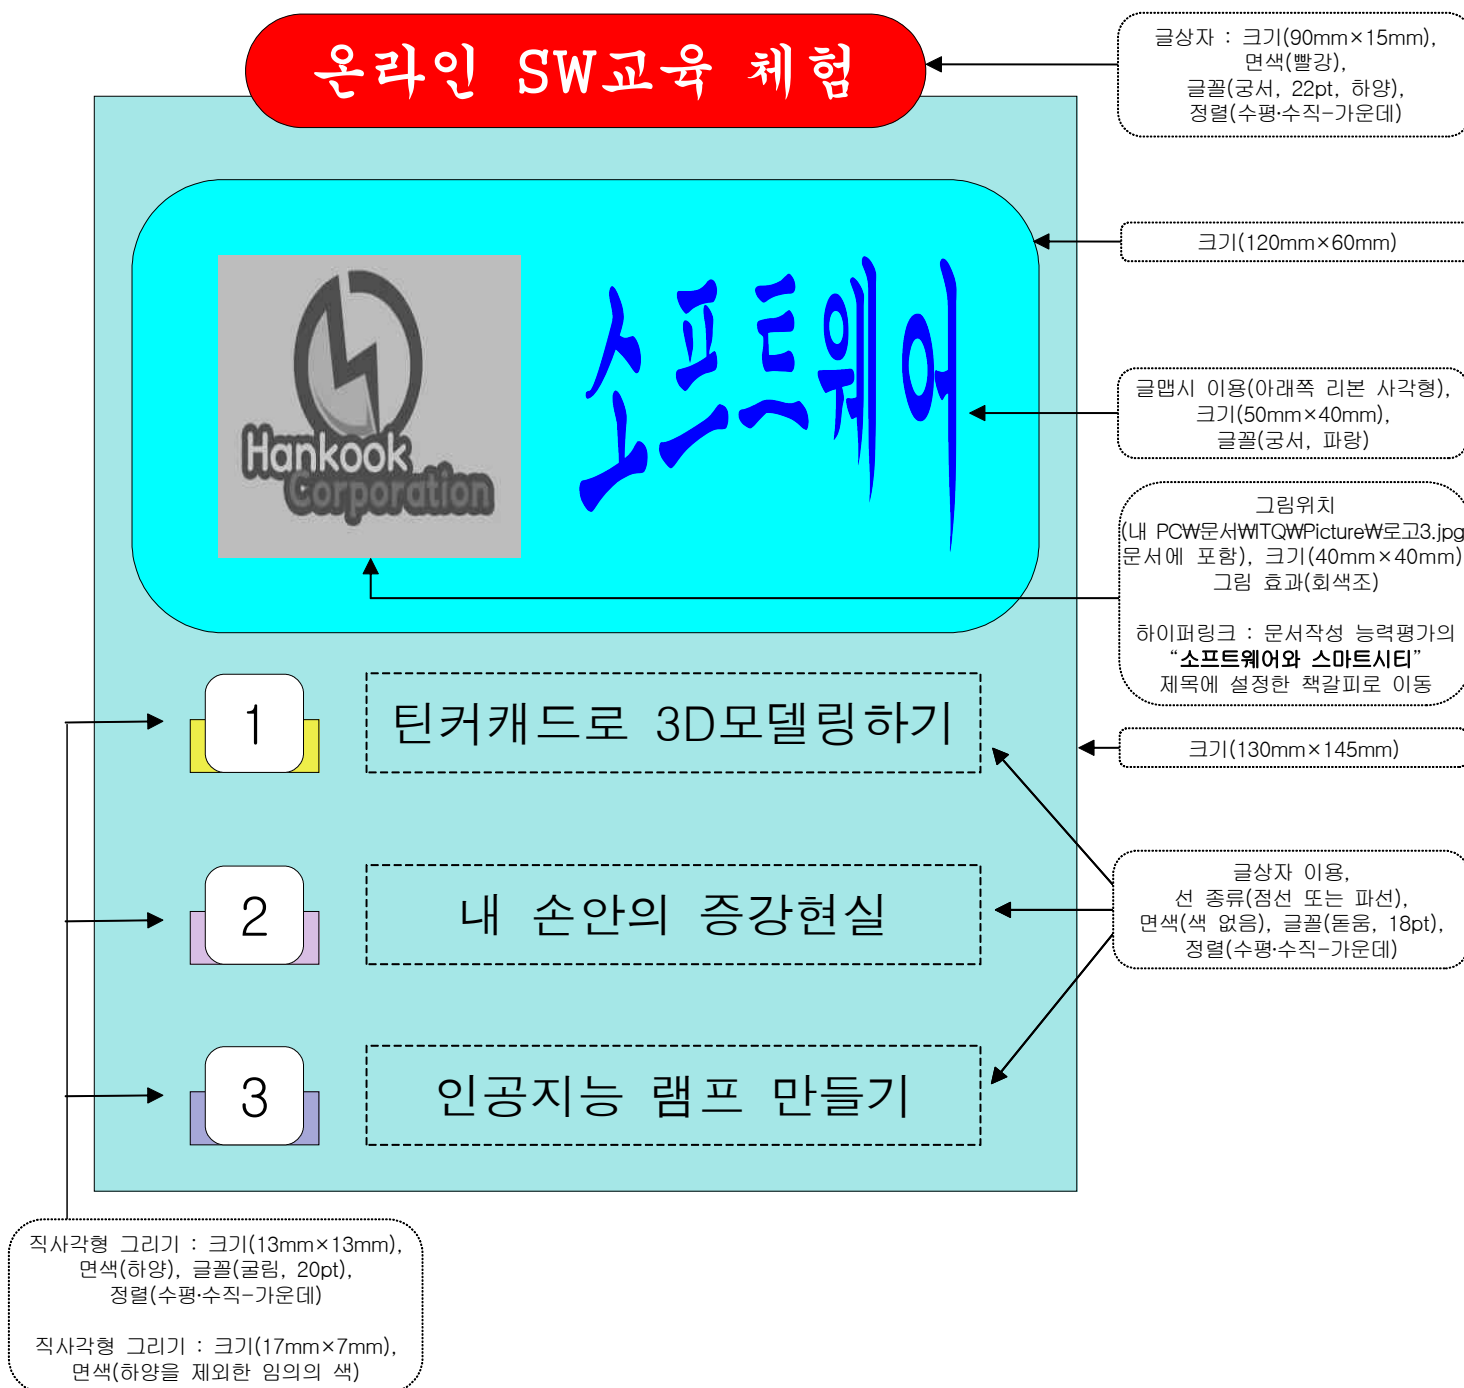 온라인 SW교육 체험
글상자 : 크기(90mm×15mm),
면색(빨강),
글꼴(궁서, 22pt, 하양),
정렬(수평·수직-가운데)
크기(120mm×60mm)
Hankook
Corporation
소프트웨어
글맵시 이용(아래쪽 리본 사각형),
크기(50mm×40mm),
글꼴(궁서, 파랑)
그림위치
(내 PC₩문서₩ITQ₩Picture₩로고3.jpg
문서에 포함), 크기(40mm×40mm)
그림 효과(회색조)
하이퍼링크 : 문서작성 능력평가의
“소프트웨어와 스마트시티”
제목에 설정한 책갈피로 이동
1
틴커캐드로 3D모델링하기
크기(130mm×145mm)
2
내 손안의 증강현실
글상자 이용,
선 종류(점선 또는 파선),
면색(색 없음), 글꼴(돋움, 18pt),
정렬(수평·수직-가운데)
3
인공지능 램프 만들기
직사각형 그리기 : 크기(13mm×13mm),
면색(하양), 글꼴(굴림, 20pt),
정렬(수평·수직-가운데)
직사각형 그리기 : 크기(17mm×7mm),
면색(하양을 제외한 임의의 색)